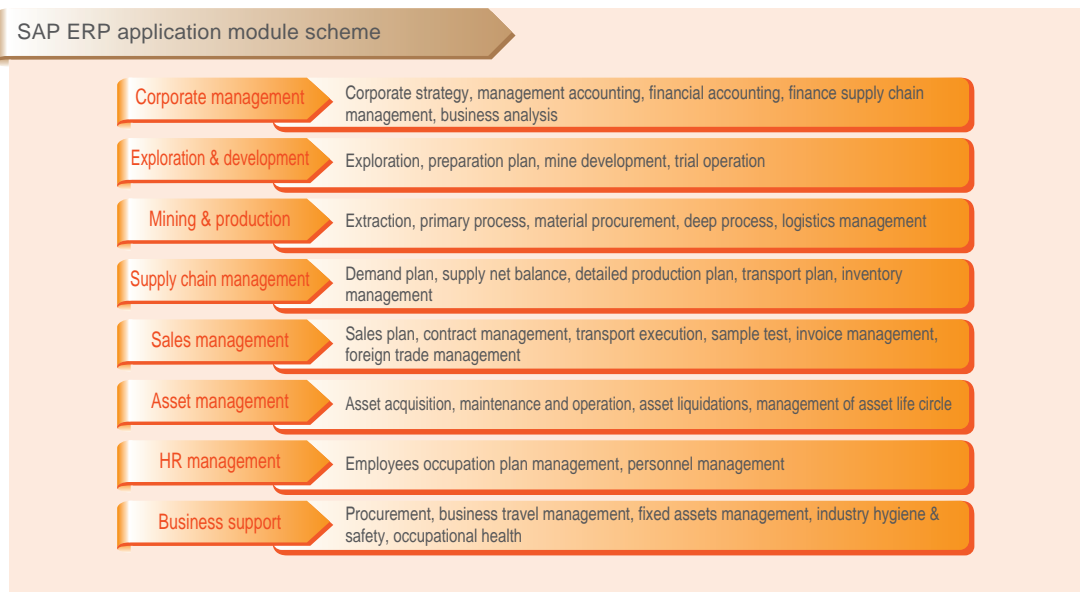 SAP ERP application module scheme
Corporate management
Corporate strategy, management accounting, financial accounting, finance supply chain
management, business analysis
Exploration & development
Exploration, preparation plan, mine development, trial operation
Mining & production
Extraction, primary process, material procurement, deep process, logistics management
Supply chain management
Demand plan, supply net balance, detailed production plan, transport plan, inventory
management
Sales management
Sales plan, contract management, transport execution, sample test, invoice management,
foreign trade management
Asset management
Asset acquisition, maintenance and operation, asset liquidations, management of asset life circle
HR management
Employees occupation plan management, personnel management
Business support
Procurement, business travel management, fixed assets management, industry hygiene &
safety, occupational health